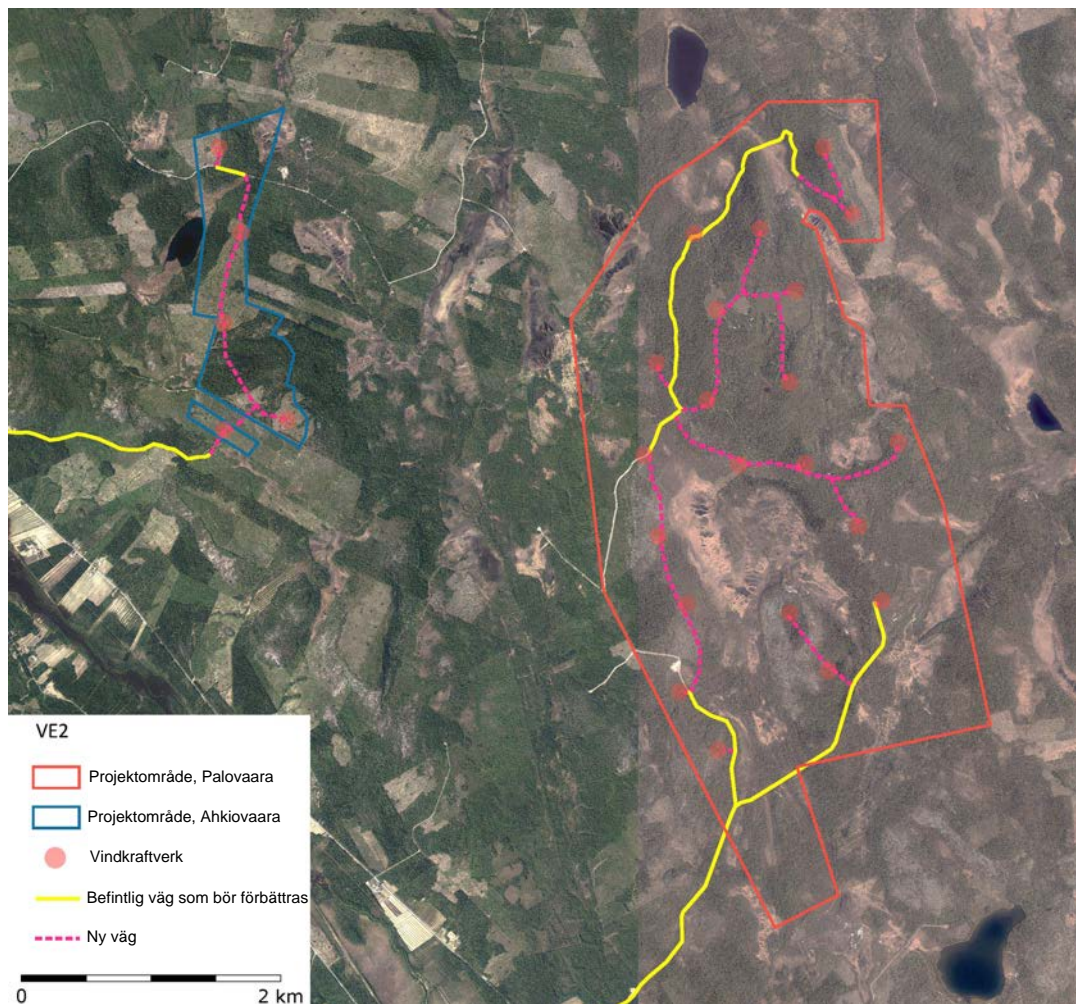 VE2
Projektområde, Palovaara
Projektområde, Ahkiovaara
Vindkraftverk
Befintlig väg som bör förbättras
Ny väg
0 2 km